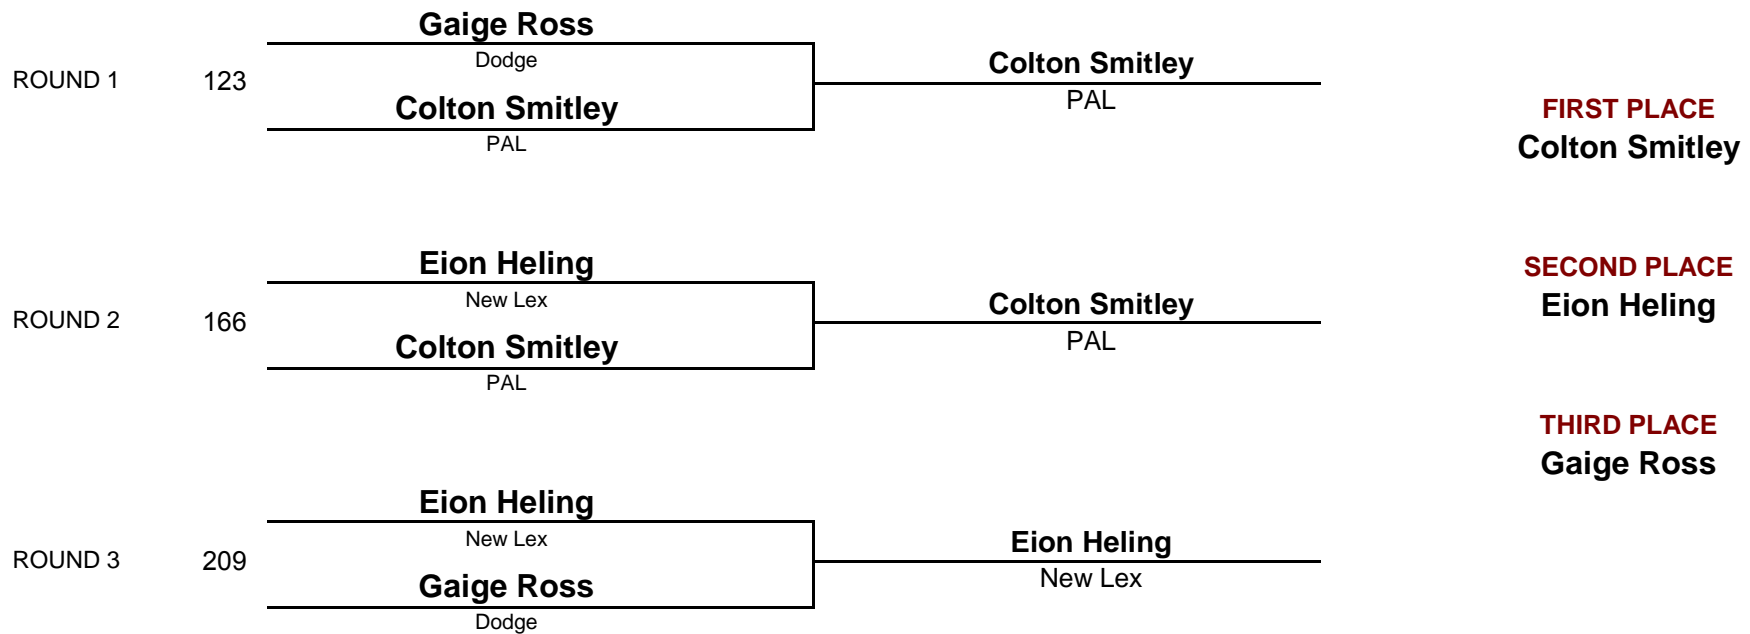 Gaige Ross
Dodge
ROUND 1
123
Colton Smitley
PAL
Colton Smitley
PAL
FIRST PLACE
Colton Smitley
Eion Heling
New Lex
ROUND 2
166
Colton Smitley
PAL
Colton Smitley
PAL
SECOND PLACE
Eion Heling
THIRD PLACE
Gaige Ross
Eion Heling
New Lex
ROUND 3
209
Gaige Ross
Dodge
Eion Heling
New Lex